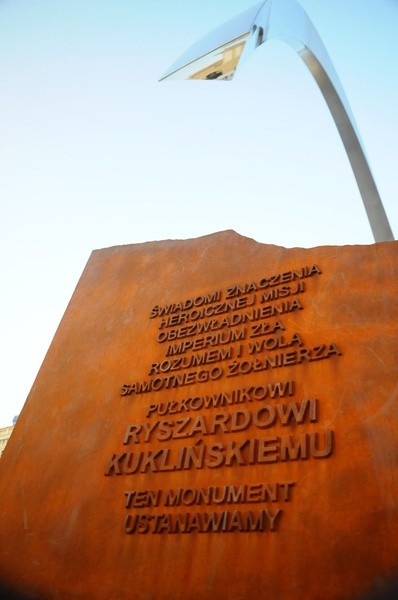 ŚWIADOMI ZNACZENIA
HEROICZNEJ MISJI
OBEZWŁADNIENIA
IMPERIUM ZŁA
ROZUMEM I WOLĄ
SAMOTNEGO ŻOŁNIERZA
PUŁKOWNIKOWI
RYSZARDOWI
KUKLIŃSKIEMU
TEN MONUMENT
USTANAWIAMY